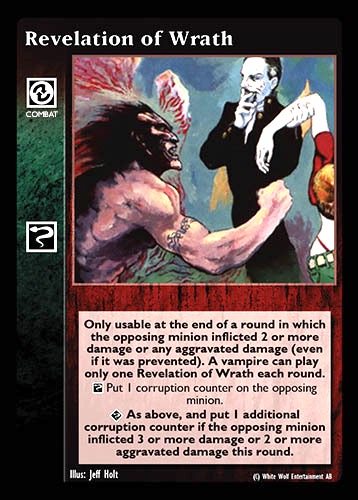 Revelation of Wrath
COMBAT
Only usable at the end of a round in which
the opposing minion inflicted 2 or more
damage or any aggravated damage (even
if it was prevented). A vampire can play
only one Revelation of Wrath each round.
Put 1 corruption counter on the opposing
minion.
As above, and put 1 additional
corruption counter if the opposing minion
inflicted 3 or more damage or 2 or more
aggravated damage this round.
Illus: Jeff Holt
(C) White Wolf Entertainment AB